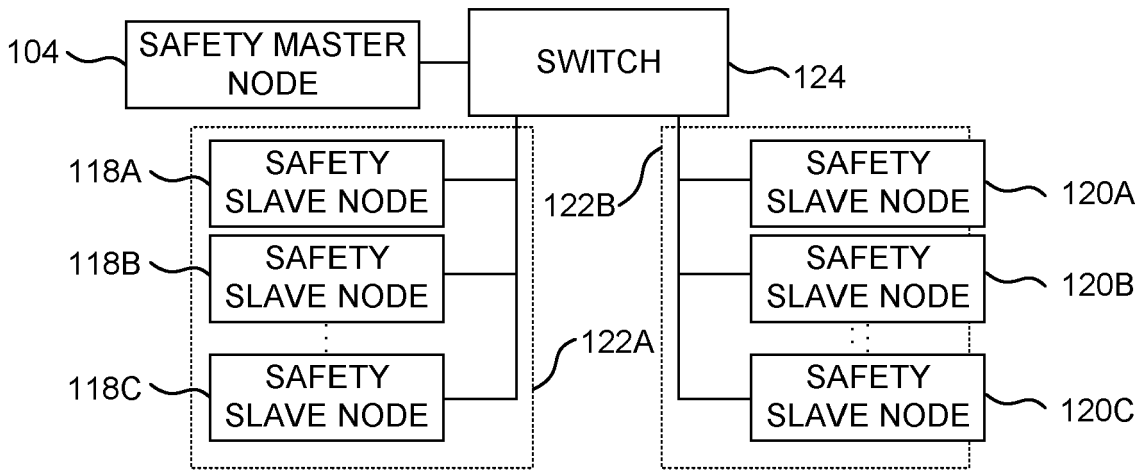 104
SAFETY MASTER
NODE
SWITCH
124
118A
SAFETY
SLAVE NODE
118B
SAFETY
SLAVE NODE
118C
SAFETY
SLAVE NODE
122A
122B
SAFETY
SLAVE NODE
120A
SAFETY
SLAVE NODE
120B
SAFETY
SLAVE NODE
120C